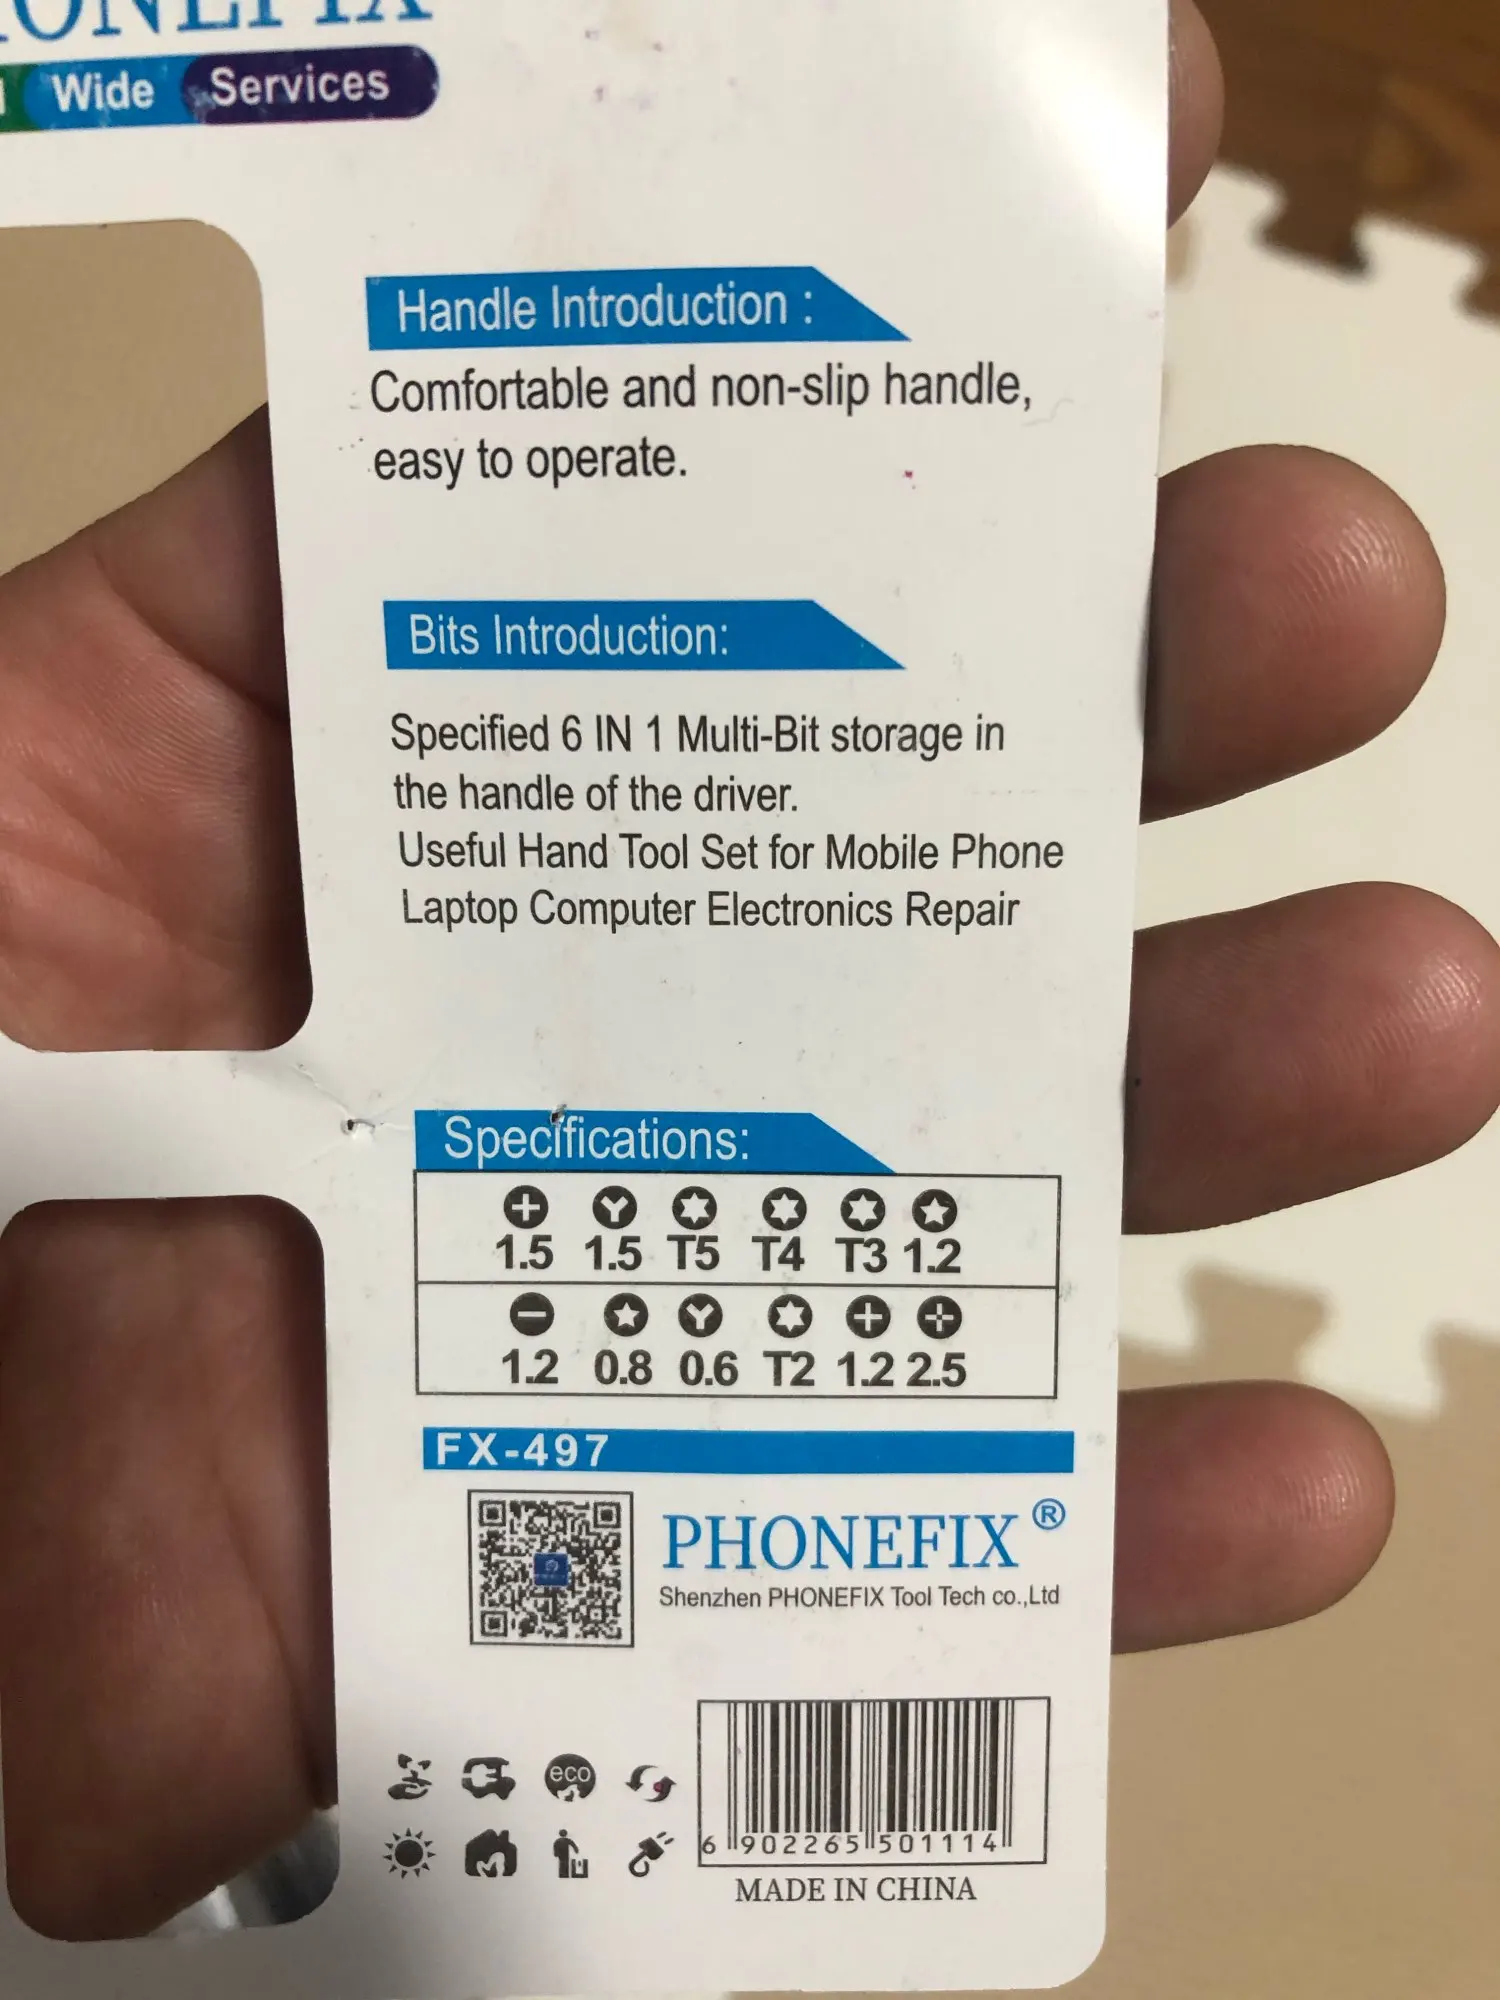 Wide Services
Handle Introduction :
Comfortable and non-slip handle,
easy to operate.
Bits Introduction:
Specified 6 IN 1 Multi-Bit storage in
the handle of the driver.
Useful Hand Tool Set for Mobile Phone
Laptop Computer Electronics Repair
Specifications:
1.5 1.5 T5 T4 T3 1.2
1.2 0.8 0.6 T2 1.2 2.5
FX-497
PHONEFIX ®
Shenzhen PHONEFIX Tool Tech co.,Ltd
eco
6 902265 501114
MADE IN CHINA